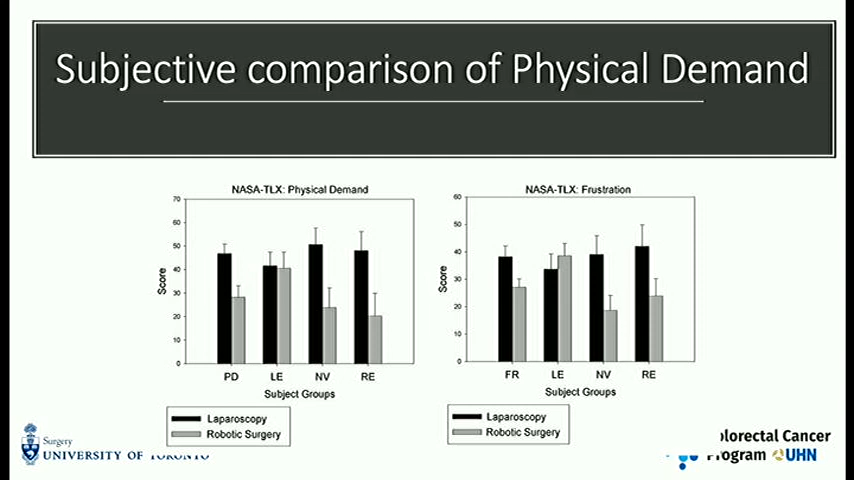 Subjective comparison of Physical Demand
NASA-TLX: Physical Demand
70
60
50
40
30
20
10
0
Score
PD LE NV RE
Subject Groups
Laparoscopy
Robotic Surgery
NASA-TLX: Frustration
60
50
40
30
20
10
0
Score
FR LE NV RE
Subject Groups
Laparoscopy
Robotic Surgery
Surgery
UNIVERSITY OF TORONTO
olorectal Cancer
Program UHN